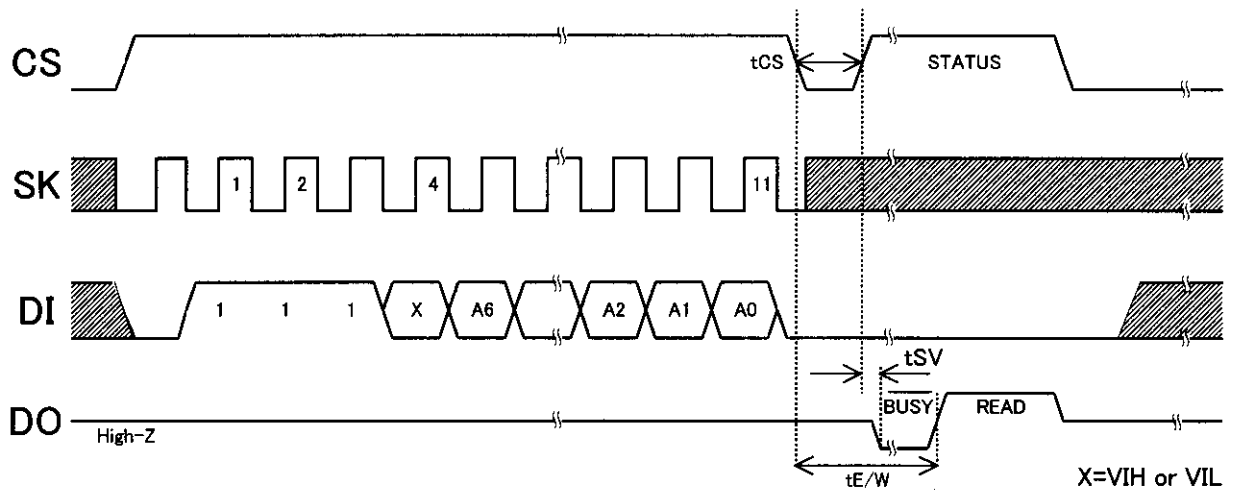 CS
tCS
STATUS
SK
1 2 4 11
DI
1 1 1 X A6 A2 A1 A0
tSV
DO
High-Z
BUSY READ
tE/W
X=VIH or VIL